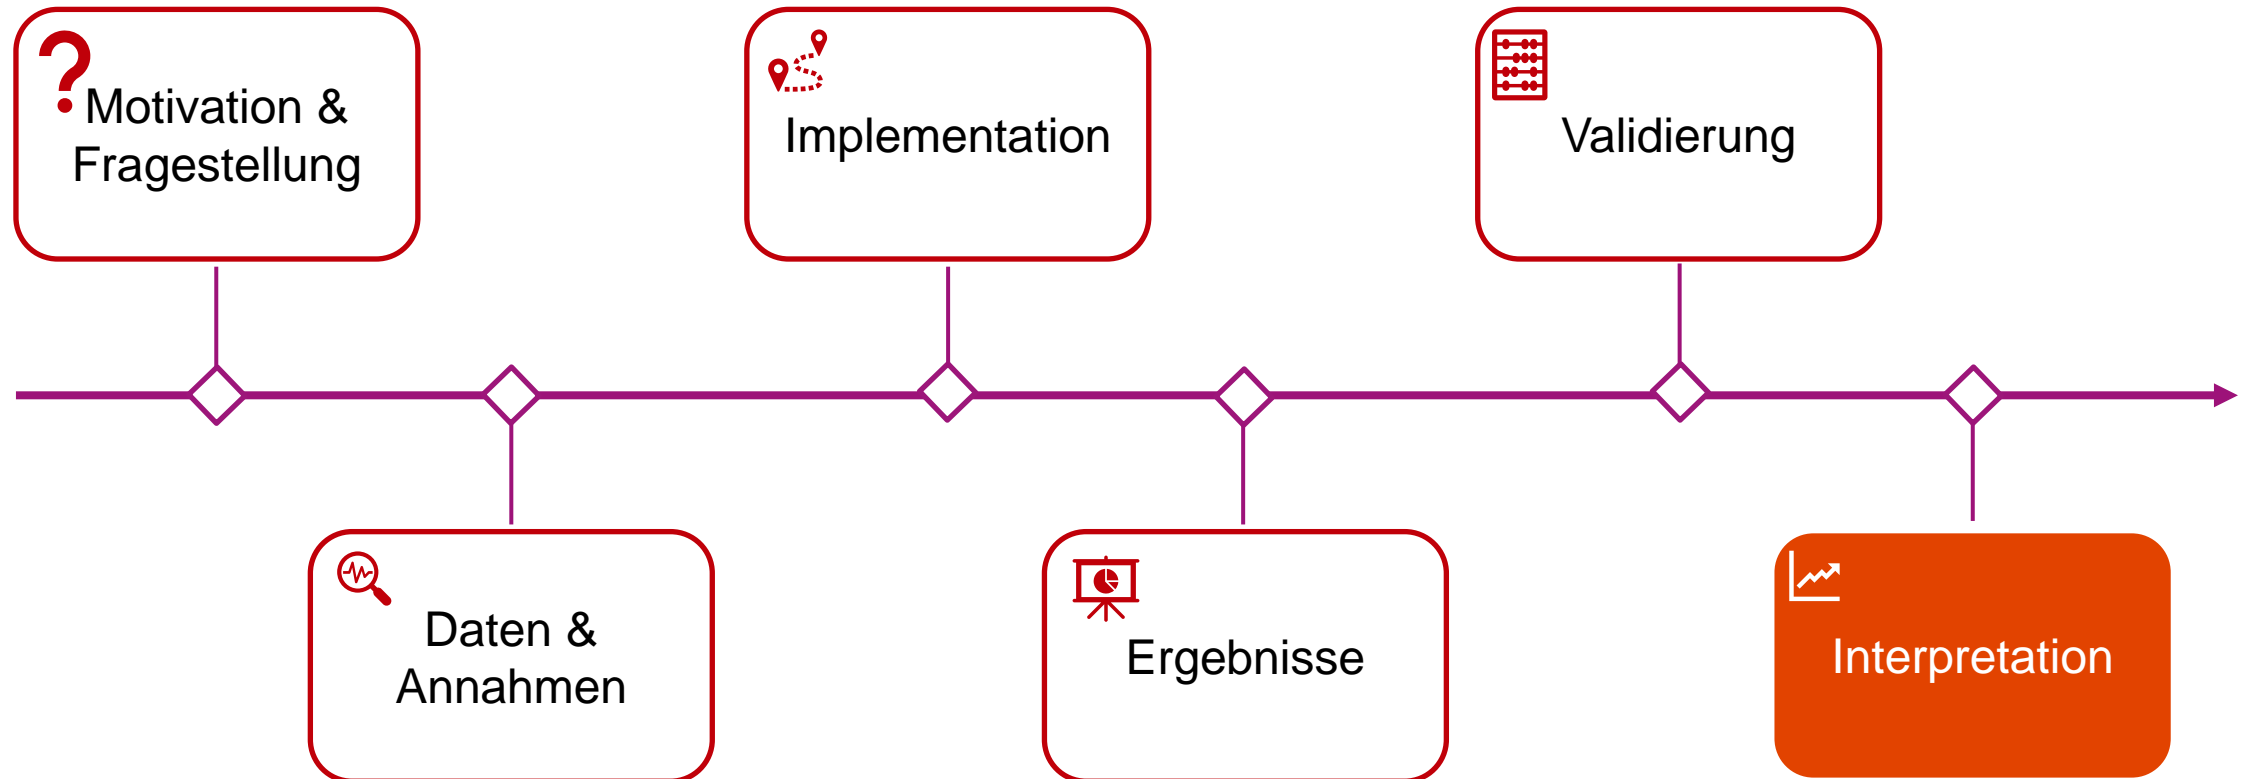 Motivation &
Fragestellung
Daten &
Annahmen
Implementation
Ergebnisse
Validierung
Interpretation